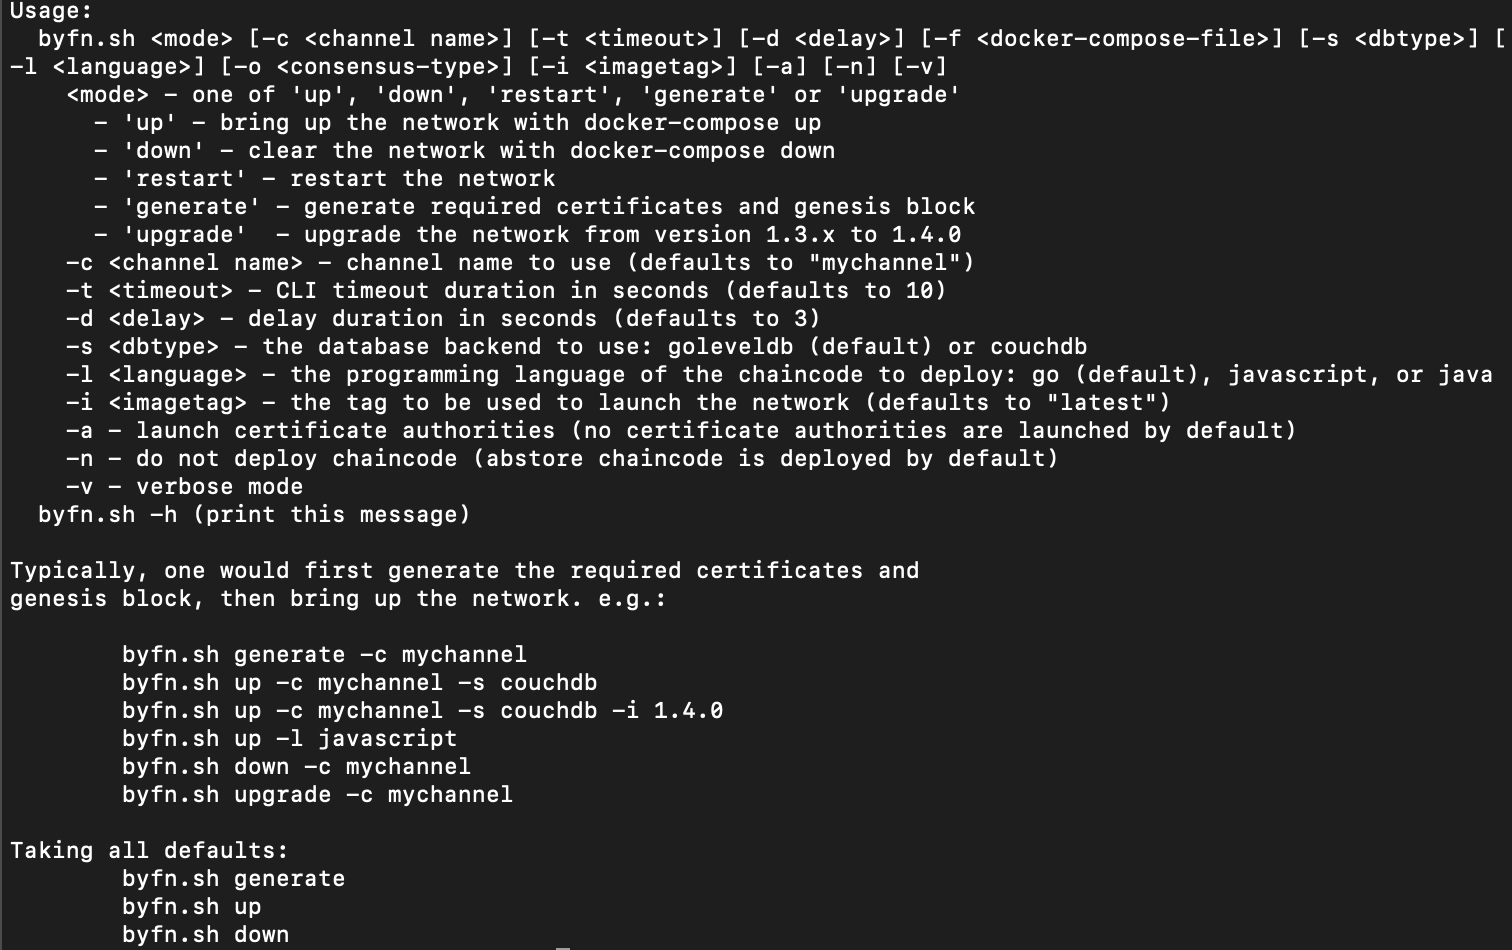 Usage:
  byfn.sh <mode> [-c <channel name>] [-t <timeout>] [-d <delay>] [-f <docker-compose-file>] [-s <dbtype>] [
-l <language>] [-o <consensus-type>] [-i <imagetag>] [-a] [-n] [-v]
    <mode> - one of 'up', 'down', 'restart', 'generate' or 'upgrade'
      - 'up' - bring up the network with docker-compose up
      - 'down' - clear the network with docker-compose down
      - 'restart' - restart the network
      - 'generate' - generate required certificates and genesis block
      - 'upgrade'  - upgrade the network from version 1.3.x to 1.4.0
    -c <channel name> - channel name to use (defaults to "mychannel")
    -t <timeout> - CLI timeout duration in seconds (defaults to 10)
    -d <delay> - delay duration in seconds (defaults to 3)
    -s <dbtype> - the database backend to use: goleveldb (default) or couchdb
    -l <language> - the programming language of the chaincode to deploy: go (default), javascript, or java
    -i <imagetag> - the tag to be used to launch the network (defaults to "latest")
    -a - launch certificate authorities (no certificate authorities are launched by default)
    -n - do not deploy chaincode (abstore chaincode is deployed by default)
    -v - verbose mode
  byfn.sh -h (print this message)

Typically, one would first generate the required certificates and
genesis block, then bring up the network. e.g.:

        byfn.sh generate -c mychannel
        byfn.sh up -c mychannel -s couchdb
        byfn.sh up -c mychannel -s couchdb -i 1.4.0
        byfn.sh up -l javascript
        byfn.sh down -c mychannel
        byfn.sh upgrade -c mychannel

Taking all defaults:
        byfn.sh generate
        byfn.sh up
        byfn.sh down